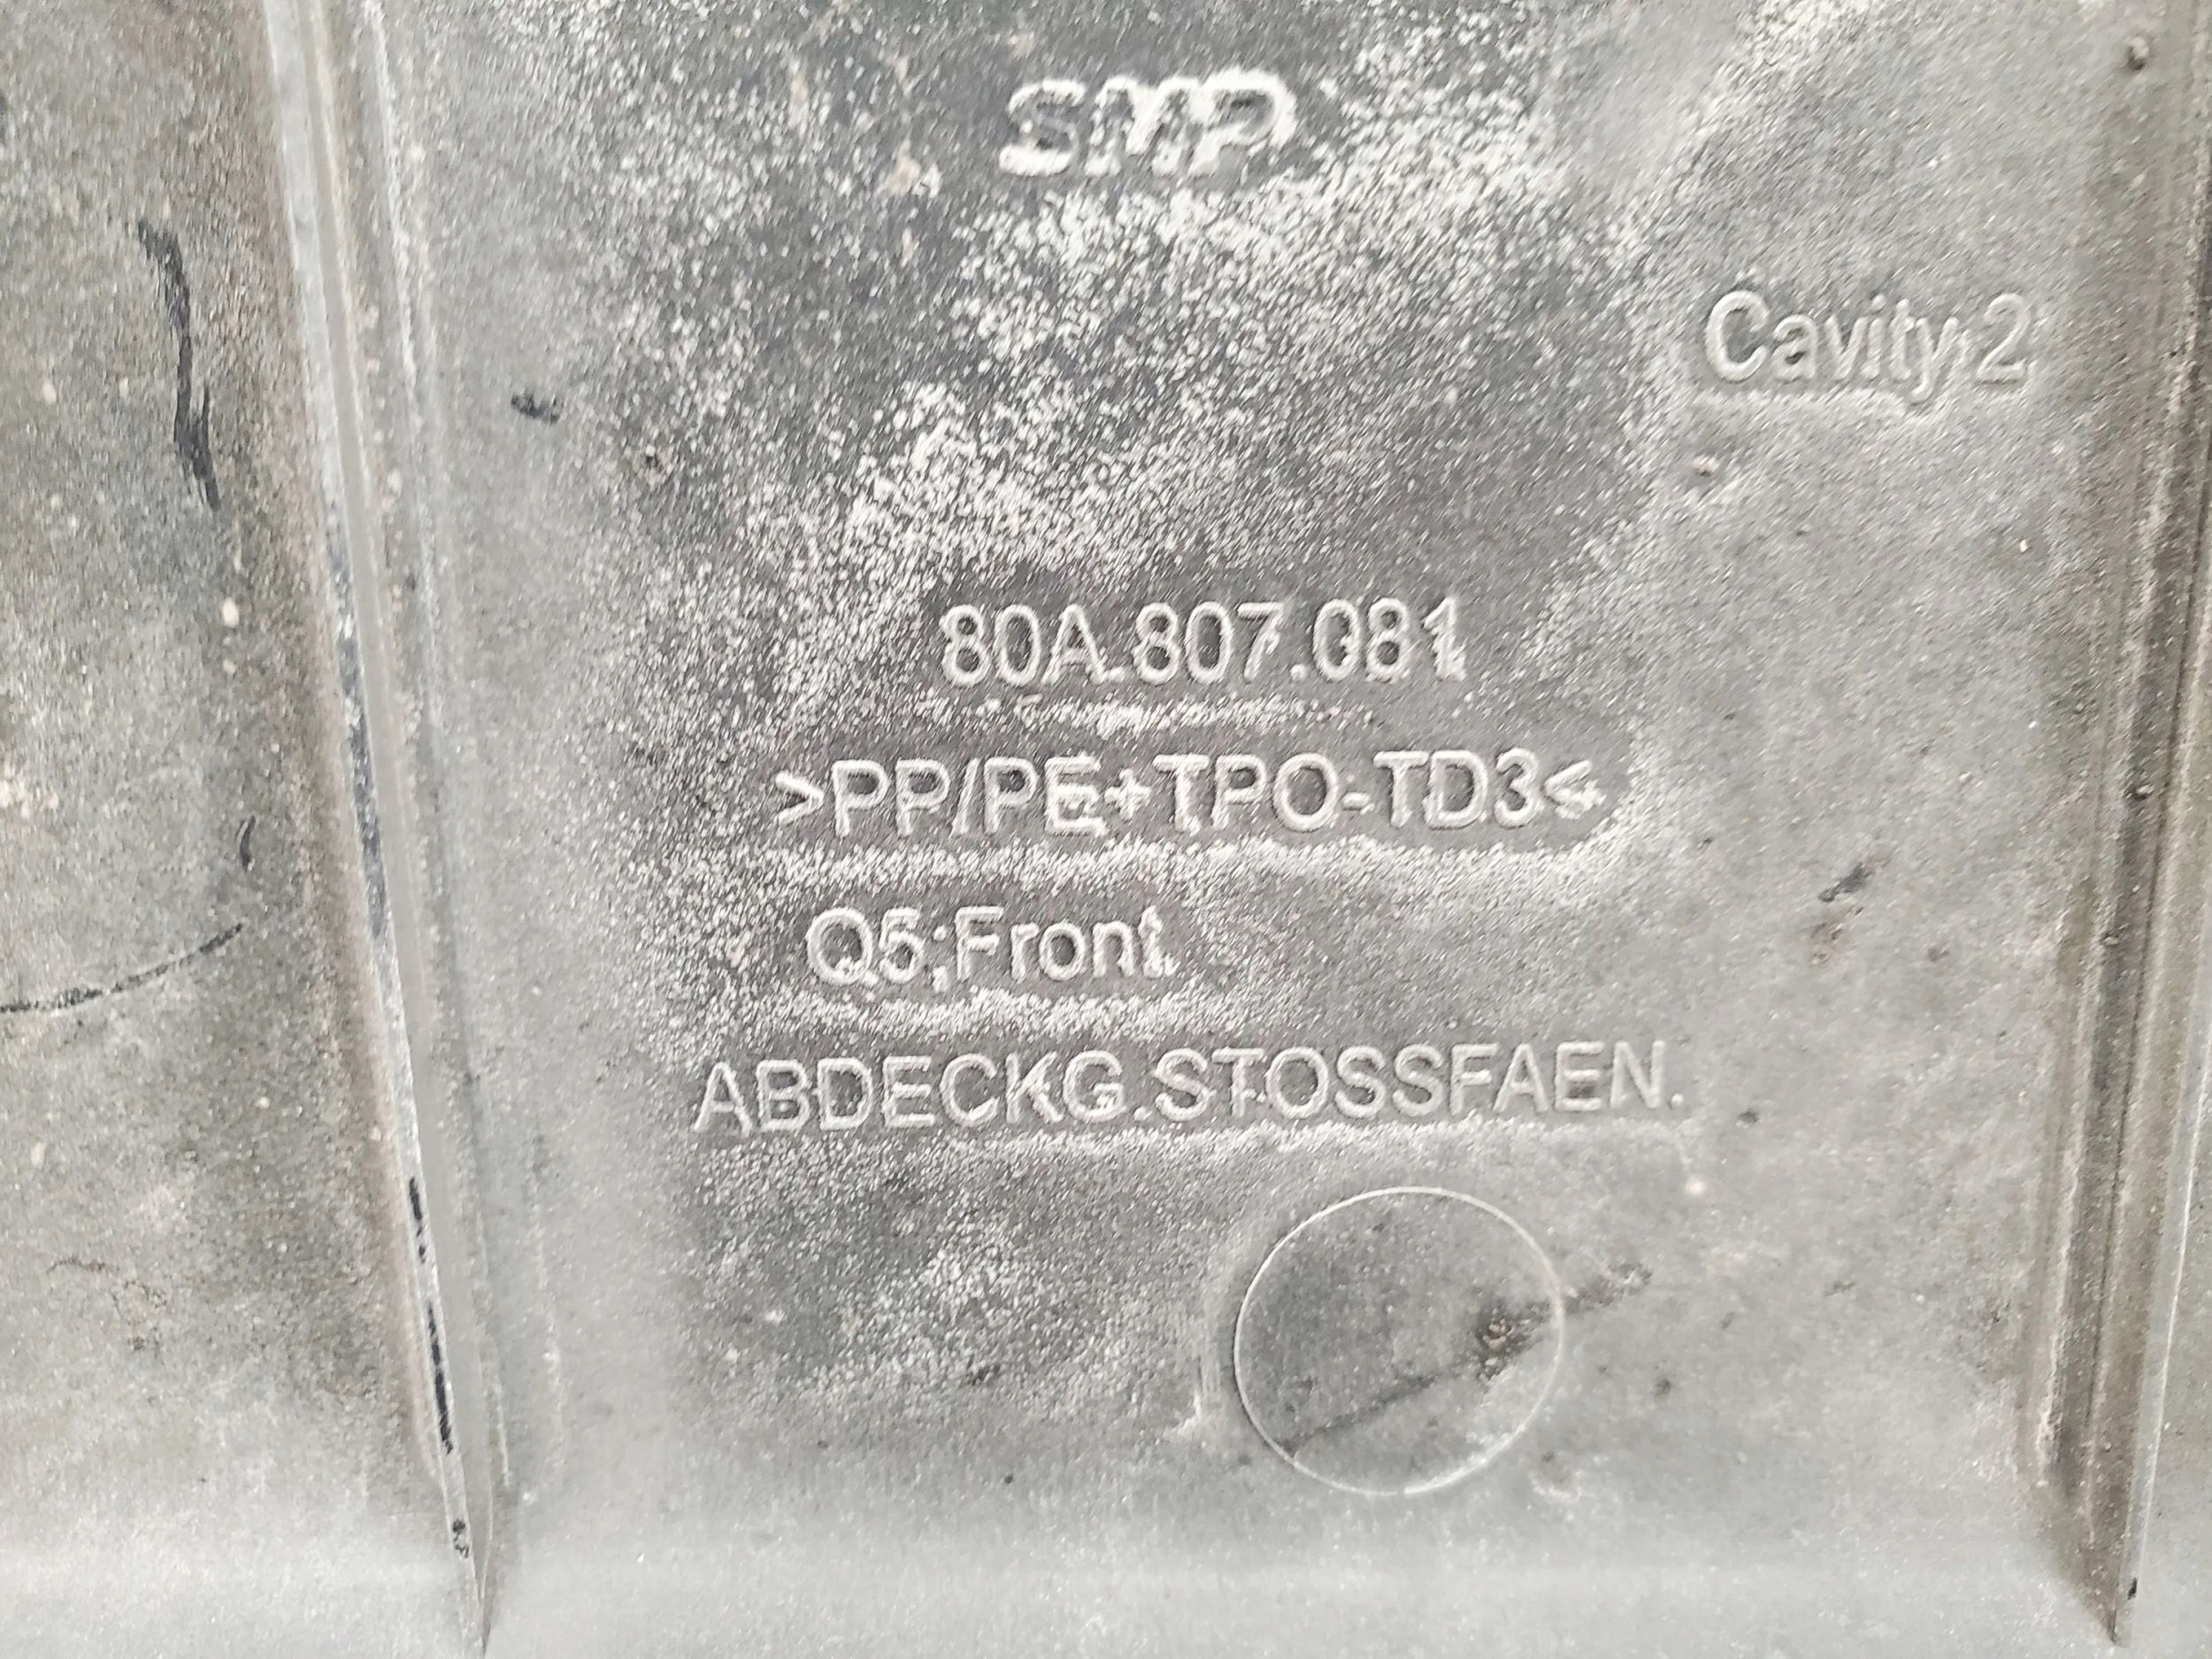 SMP
Cavity 2
80A.807.081
>PP/PE+TPO-TD3<
Q5;Front
ABDECKG.STOSSFAEN.